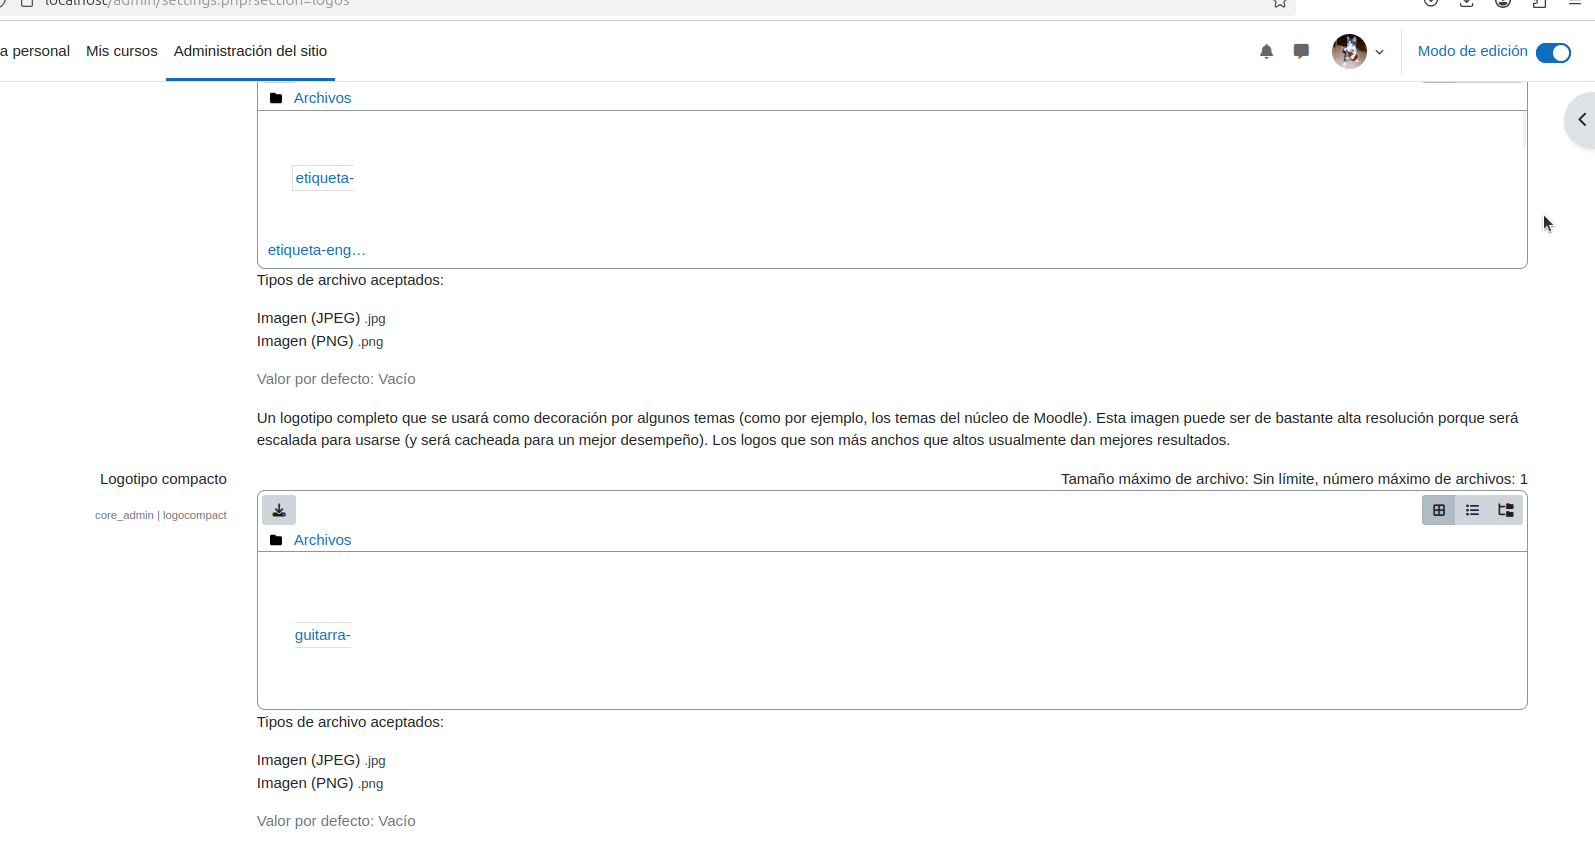 localhost/admin/settings.php?section=logos
a personal Mis cursos Administración del sitio Modo de edición
Archivos
etiqueta-
etiqueta-eng...
Tipos de archivo aceptados:
Imagen (JPEG) .jpg
Imagen (PNG) .png
Valor por defecto: Vacío
Un logotipo completo que se usará como decoración por algunos temas (como por ejemplo, los temas del núcleo de Moodle). Esta imagen puede ser de bastante alta resolución porque será
escalada para usarse (y será cacheada para un mejor desempeño). Los logos que son más anchos que altos usualmente dan mejores resultados.
Logotipo compacto Tamaño máximo de archivo: Sin límite, número máximo de archivos: 1
core_admin | logocompact
Archivos
guitarra-
Tipos de archivo aceptados:
Imagen (JPEG) .jpg
Imagen (PNG) .png
Valor por defecto: Vacío